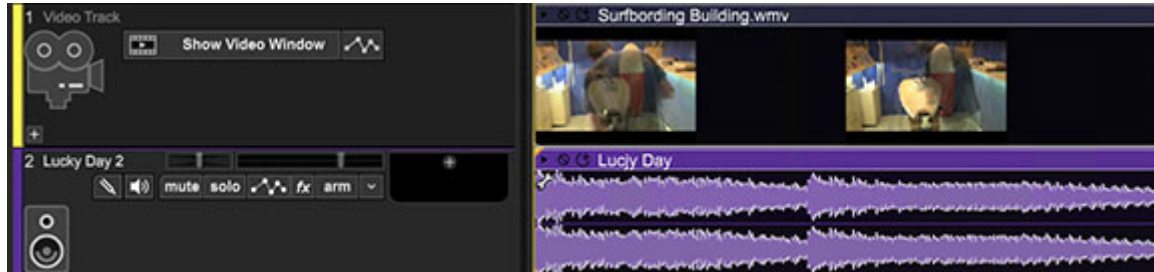 1 Video Track
Show Video Window
Surfbording Building.wmv
2 Lucky Day 2
mute solo fx arm
Lucjy Day